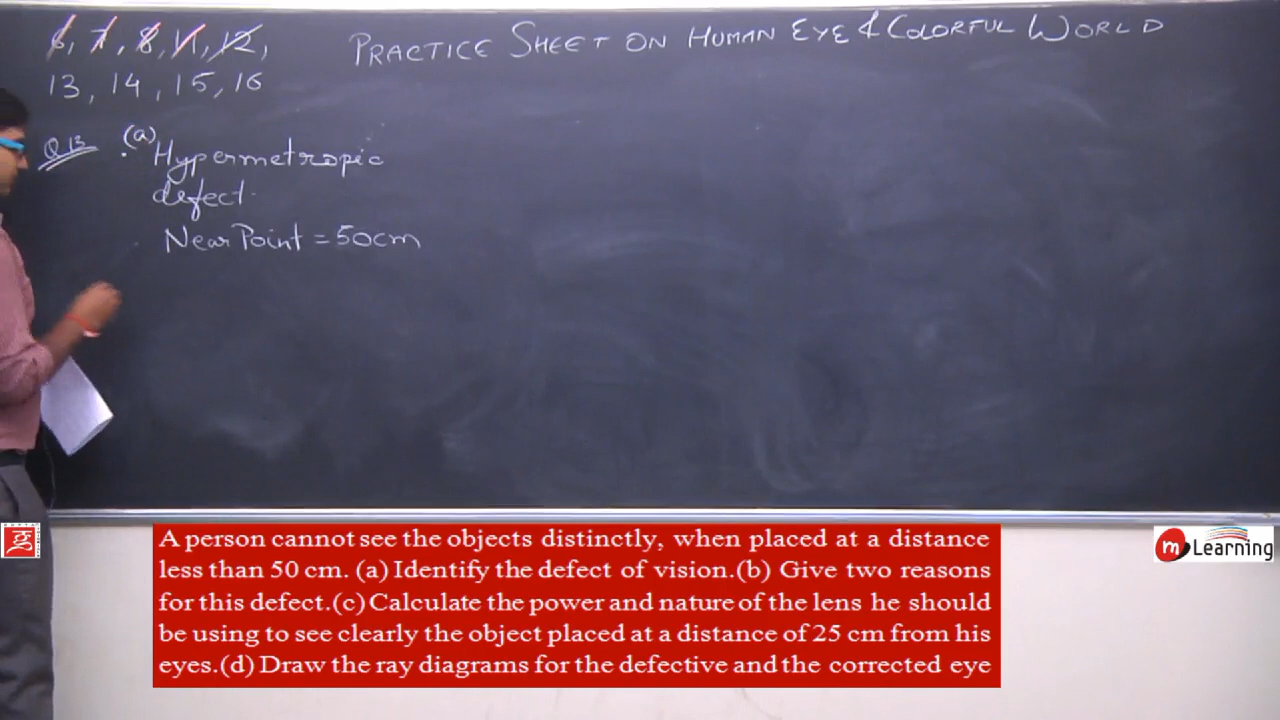 6, 7, 8, 11, 12,
13, 14, 15, 16
PRACTICE SHEET ON HUMAN EYE & COLORFUL WORLD
Q 13 (a) Hypermetropic
defect.
Near Point = 50cm
A person cannot see the objects distinctly, when placed at a distance
less than 50 cm. (a) Identify the defect of vision.(b) Give two reasons
for this defect.(c) Calculate the power and nature of the lens he should
be using to see clearly the object placed at a distance of 25 cm from his
eyes.(d) Draw the ray diagrams for the defective and the corrected eye
m Learning